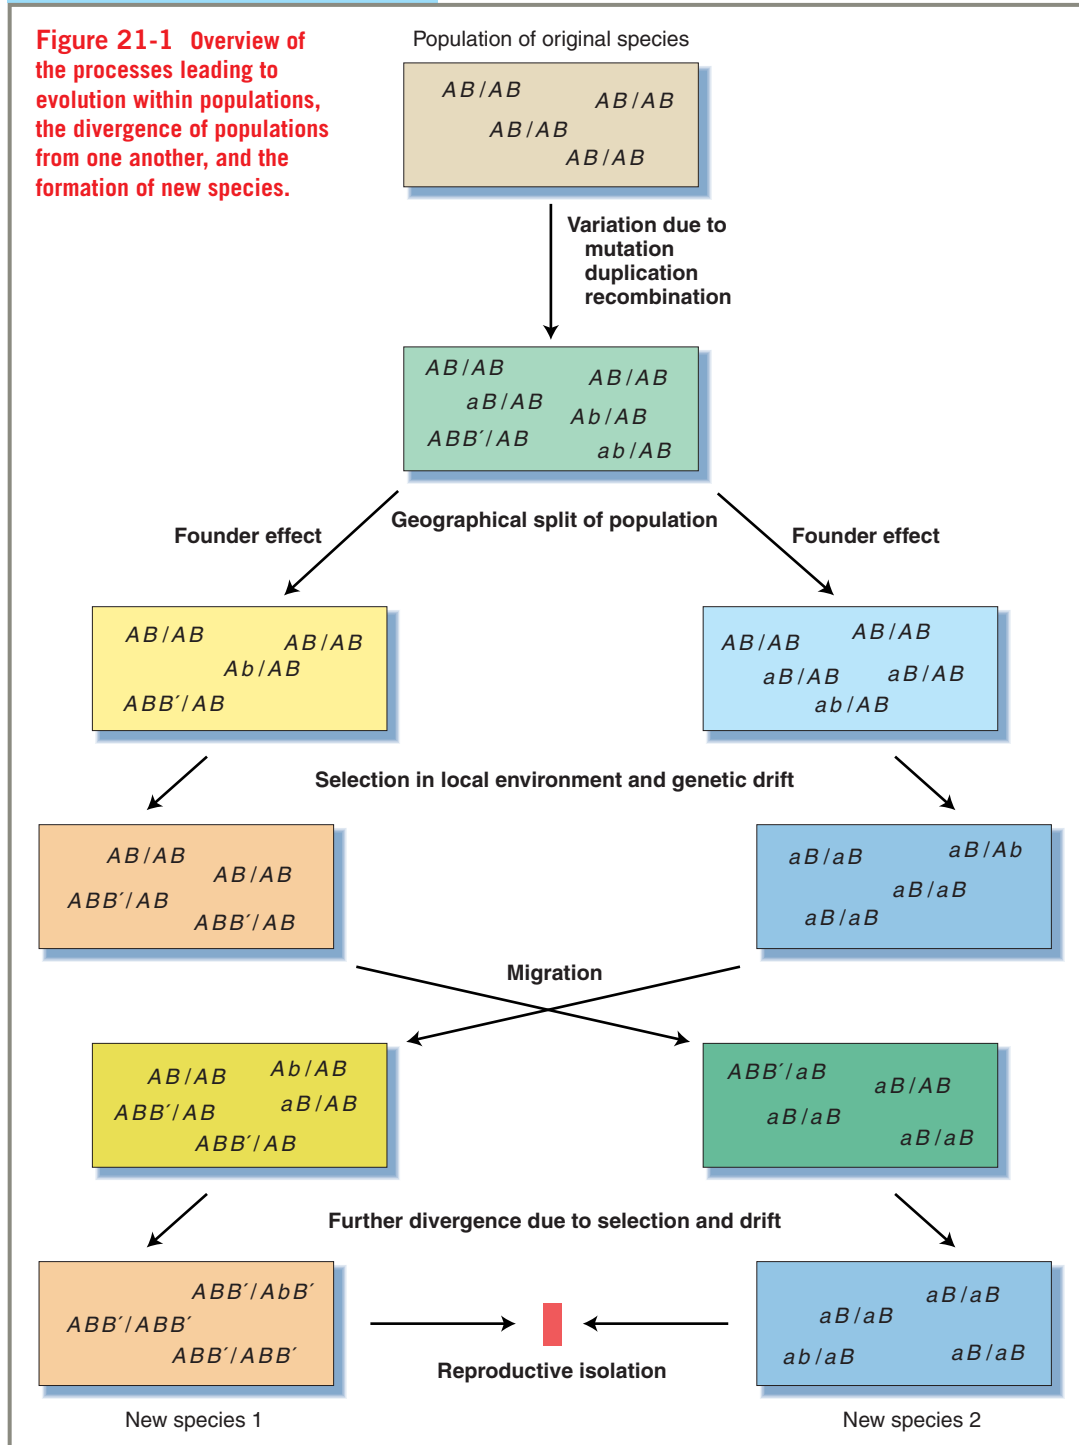 Figure 21-1 Overview of
the processes leading to
evolution within populations,
the divergence of populations
from one another, and the
formation of new species.
Population of original species
AB/AB
AB/AB
AB/AB
AB/AB
Variation due to
mutation
duplication
recombination
AB/AB
AB/AB
aB/AB
Ab/AB
ABB′/AB
ab/AB
Geographical split of population
Founder effect
Founder effect
AB/AB
AB/AB
Ab/AB
ABB′/AB
AB/AB
AB/AB
aB/AB
aB/AB
ab/AB
Selection in local environment and genetic drift
AB/AB
AB/AB
ABB′/AB
ABB′/AB
aB/aB
aB/Ab
aB/aB
aB/aB
Migration
AB/AB
Ab/AB
ABB′/AB
aB/AB
ABB′/AB
ABB′/aB
aB/AB
aB/aB
aB/aB
Further divergence due to selection and drift
ABB′/AbB′
ABB′/ABB′
ABB′/ABB′
Reproductive isolation
aB/aB
aB/aB
ab/aB
aB/aB
New species 1
New species 2